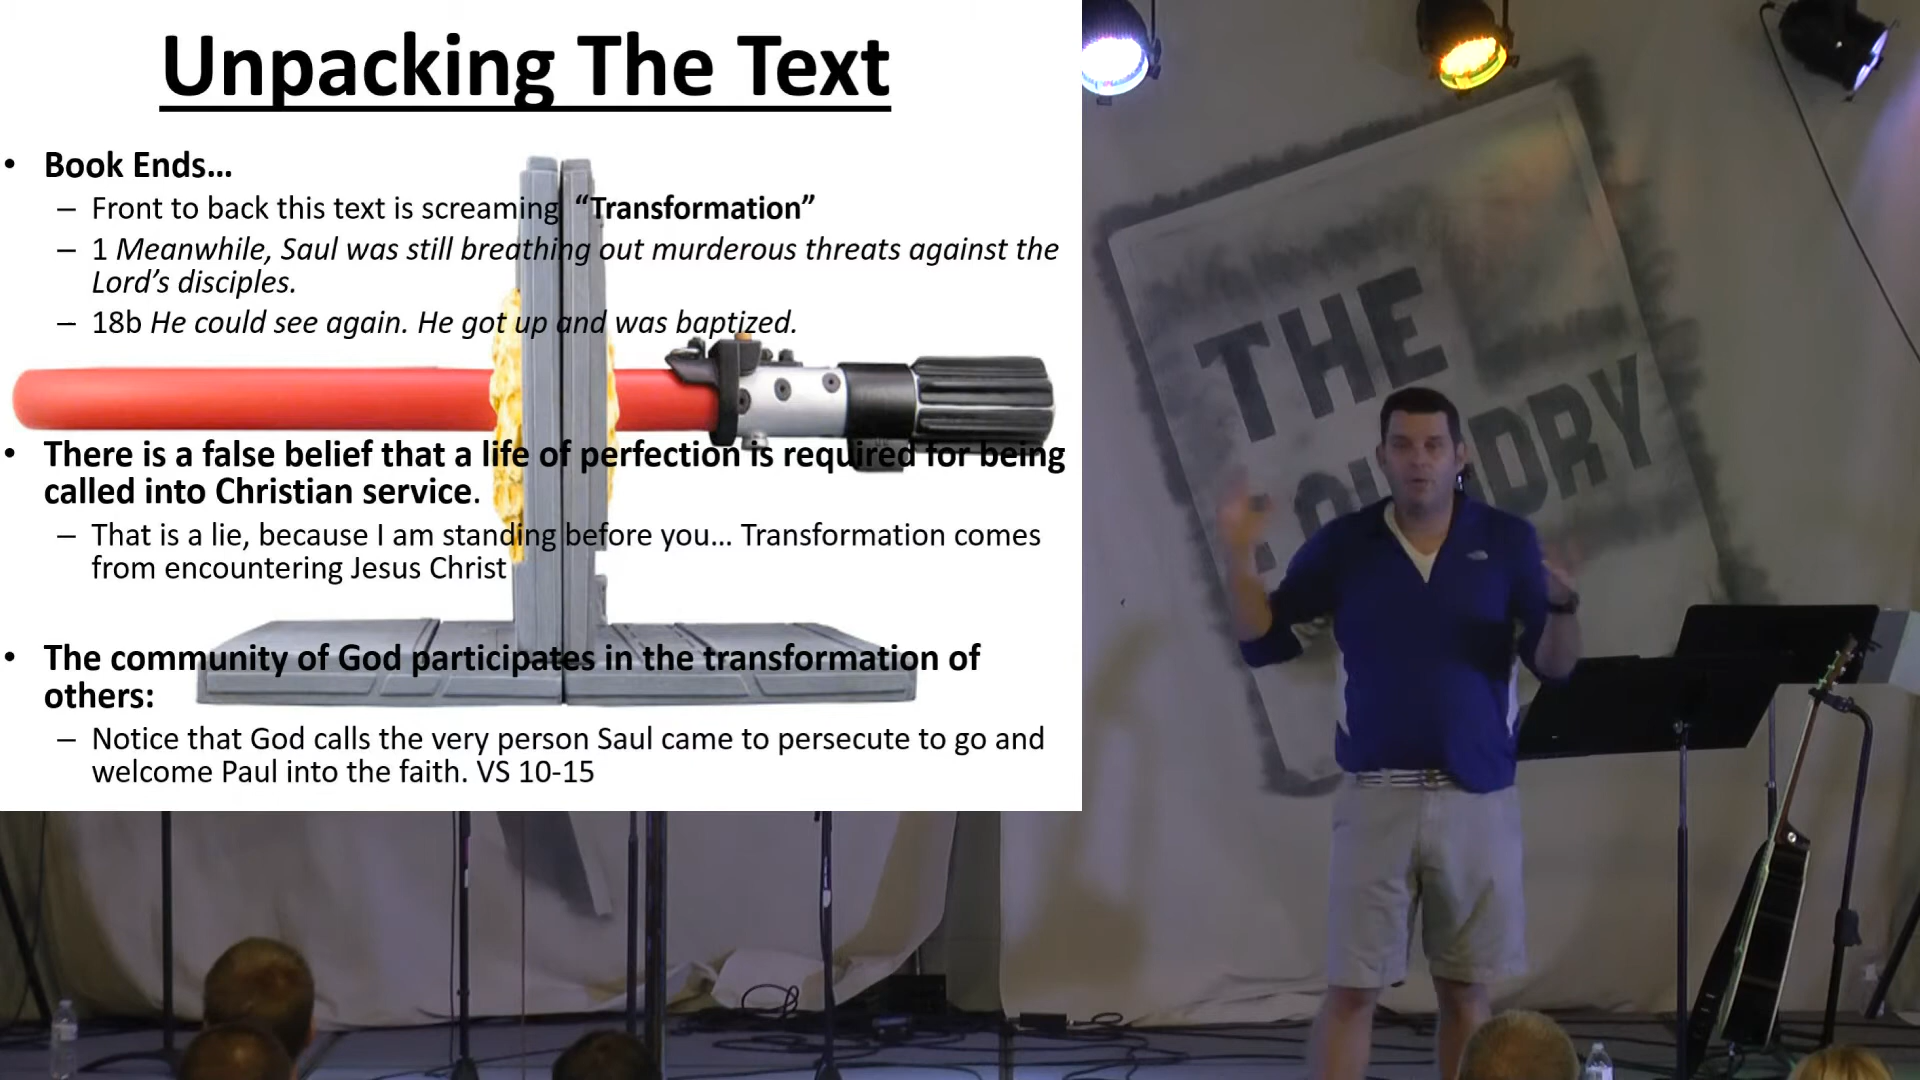 Unpacking The Text
• Book Ends…
– Front to back this text is screaming “Transformation”
– 1 Meanwhile, Saul was still breathing out murderous threats against the
Lord’s disciples.
– 18b He could see again. He got up and was baptized.
• There is a false belief that a life of perfection is required for being
called into Christian service.
– That is a lie, because I am standing before you… Transformation comes
from encountering Jesus Christ
• The community of God participates in the transformation of
others:
– Notice that God calls the very person Saul came to persecute to go and
welcome Paul into the faith. VS 10-15
THE